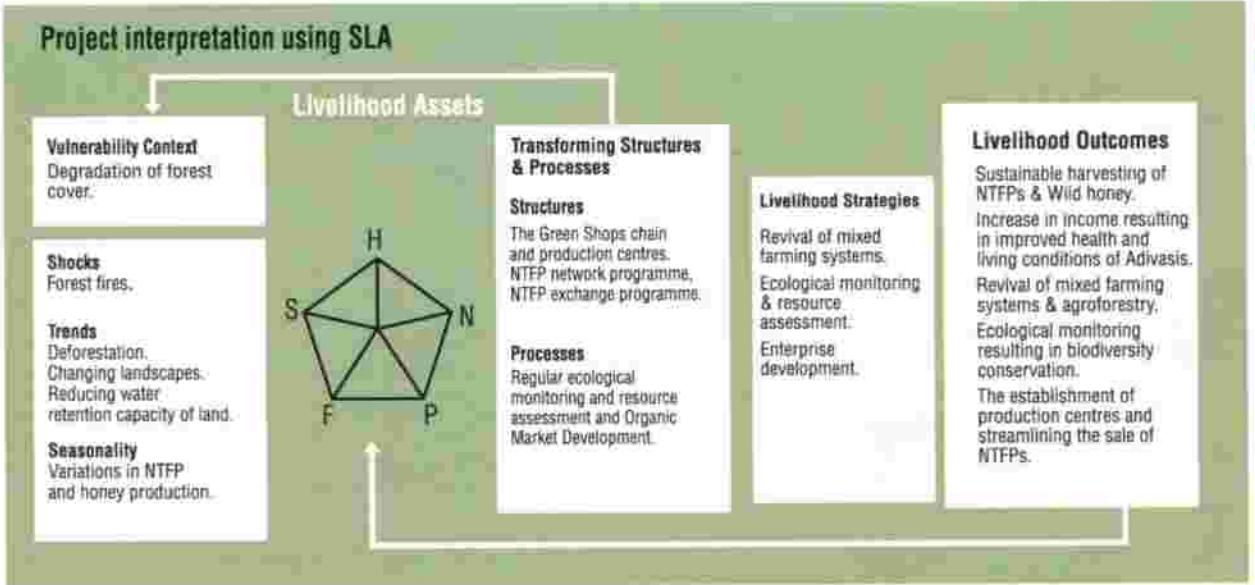 Project interpretation using SLA
Livelihood Assets
Vulnerability Context
Degradation of forest
cover.
Shocks
Forest fires.
Trends
Deforestation.
Changing landscapes.
Reducing water
retention capacity of land.
Seasonality
Variations in NTFP
and honey production.
H
S
N
F
P
Transforming Structures
& Processes
Structures
The Green Shops chain
and production centres.
NTFP network programme,
NTFP exchange programme.
Processes
Regular ecological
monitoring and resource
assessment and Organic
Market Development.
Livelihood Strategies
Revival of mixed
farming systems.
Ecological monitoring
& resource
assessment.
Enterprise
development.
Livelihood Outcomes
Sustainable harvesting of
NTFPs & Wild honey.
Increase in income resulting
in improved health and
living conditions of Adivasis.
Revival of mixed farming
systems & agroforestry.
Ecological monitoring
resulting in biodiversity
conservation.
The establishment of
production centres and
streamlining the sale of
NTFPs.